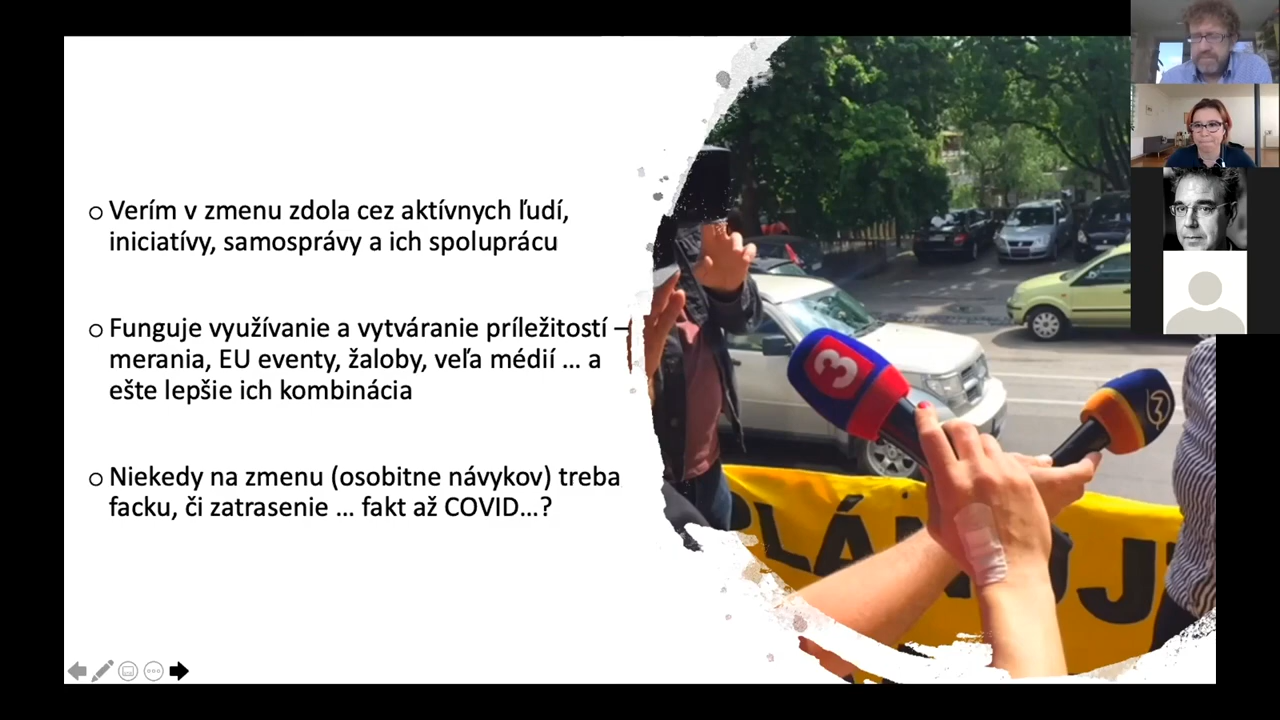 o Verím v zmenu zdola cez aktívnych ľudí,
iniciatívy, samosprávy a ich spoluprácu
o Funguje využívanie a vytváranie príležitostí –
merania, EU eventy, žaloby, veľa médií … a
ešte lepšie ich kombinácia
o Niekedy na zmenu (osobitne návykov) treba
facku, či zatrasenie … fakt až COVID…?
3
3